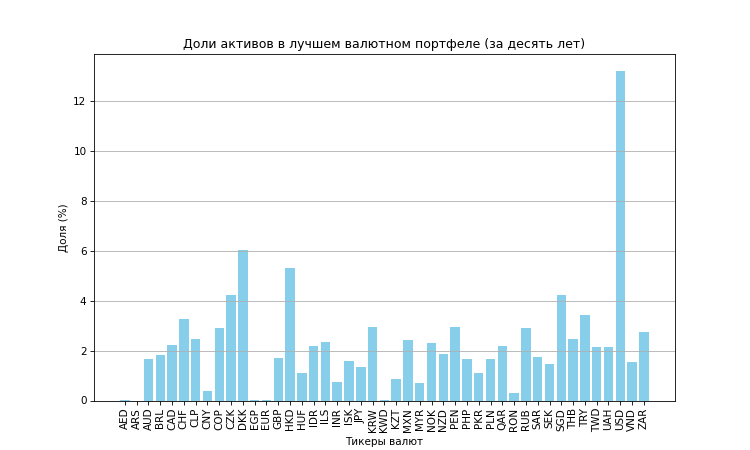 Доли активов в лучшем валютном портфеле (за десять лет)
Доля (%)
12
10
8
6
4
2
0
AED ARS AUD BRL CAD CHF CLP CNY COP CZK DKK EGP EUR GBP HKD HUF IDR ILS INR ISK JPY KRW KWD KZT MXN MYR NOK NZD PEN PHP PKR PLN QAR RON RUB SAR SEK SGD THB TRY TWD UAH USD VND ZAR
Тикеры валют